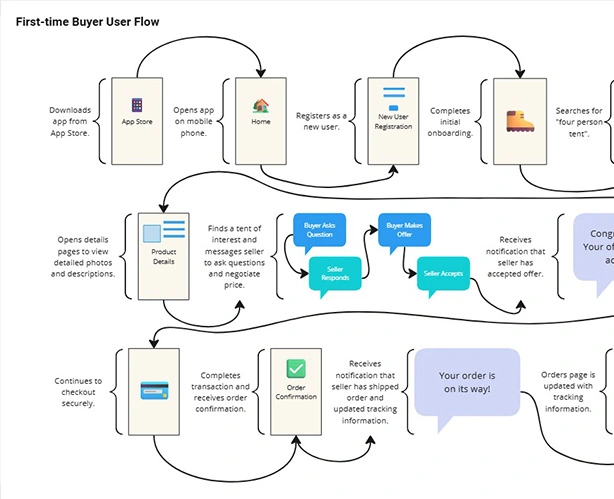 First-time Buyer User Flow
Downloads
app from
App Store.
App Store
Opens app
on mobile
phone.
Home
Registers as a
new user.
New User
Registration
Completes
initial
onboarding.
Searches for
"four person
tent".
Opens details
pages to view
detailed photos
and descriptions.
Product
Details
Finds a tent of
interest and
messages seller
to ask questions
and negotiate
price.
Buyer Asks
Question
Seller
Responds
Buyer Makes
Offer
Seller Accepts
Receives
notification that
seller has
accepted offer.
Cong
Your of
ac
Continues to
checkout
securely.
Completes
transaction and
receives order
confirmation.
Order
Confirmation
Receives
notification that
seller has shipped
order and
updated tracking
information.
Your order is
on its way!
Orders page is
updated with
tracking
information.